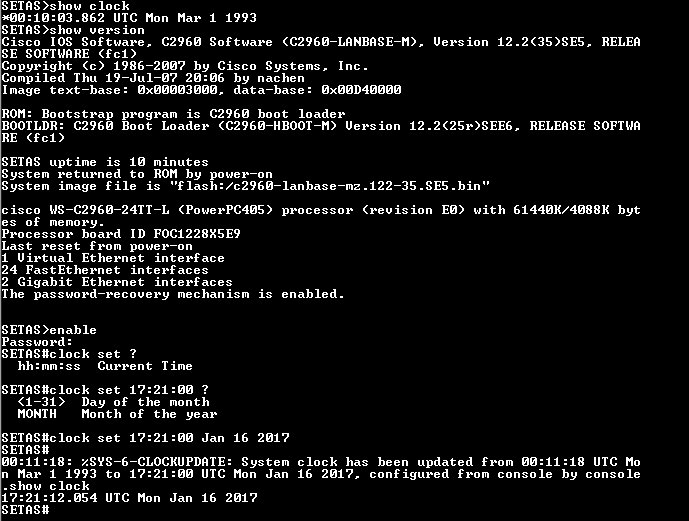 SETAS>show clock
*00:10:03.862 UTC Mon Mar 1 1993
SETAS>show version
Cisco IOS Software, C2960 Software (C2960-LANBASE-M), Version 12.2(35)SE5, RELEA
SE SOFTWARE (fc1)
Copyright (c) 1986-2007 by Cisco Systems, Inc.
Compiled Thu 19-Jul-07 20:06 by nachen
Image text-base: 0x00003000, data-base: 0x00D40000
ROM: Bootstrap program is C2960 boot loader
BOOTLDR: C2960 Boot Loader (C2960-HBOOT-M) Version 12.2(25r)SEE6, RELEASE SOFTWA
RE (fc1)
SETAS uptime is 10 minutes
System returned to ROM by power-on
System image file is "flash:/c2960-lanbase-mz.122-35.SE5.bin"
cisco WS-C2960-24TT-L (PowerPC405) processor (revision E0) with 61440K/4088K byt
es of memory.
Processor board ID FOC1228X5E9
Last reset from power-on
1 Virtual Ethernet interface
24 FastEthernet interfaces
2 Gigabit Ethernet interfaces
The password-recovery mechanism is enabled.
SETAS>enable
Password:
SETAS#clock set ?
hh:mm:ss Current Time
SETAS#clock set 17:21:00 ?
<1-31> Day of the month
MONTH Month of the year
SETAS#clock set 17:21:00 Jan 16 2017
SETAS#
00:11:18: %SYS-6-CLOCKUPDATE: System clock has been updated from 00:11:18 UTC Mo
n Mar 1 1993 to 17:21:00 UTC Mon Jan 16 2017, configured from console by console
.show clock
17:21:12.054 UTC Mon Jan 16 2017
SETAS#